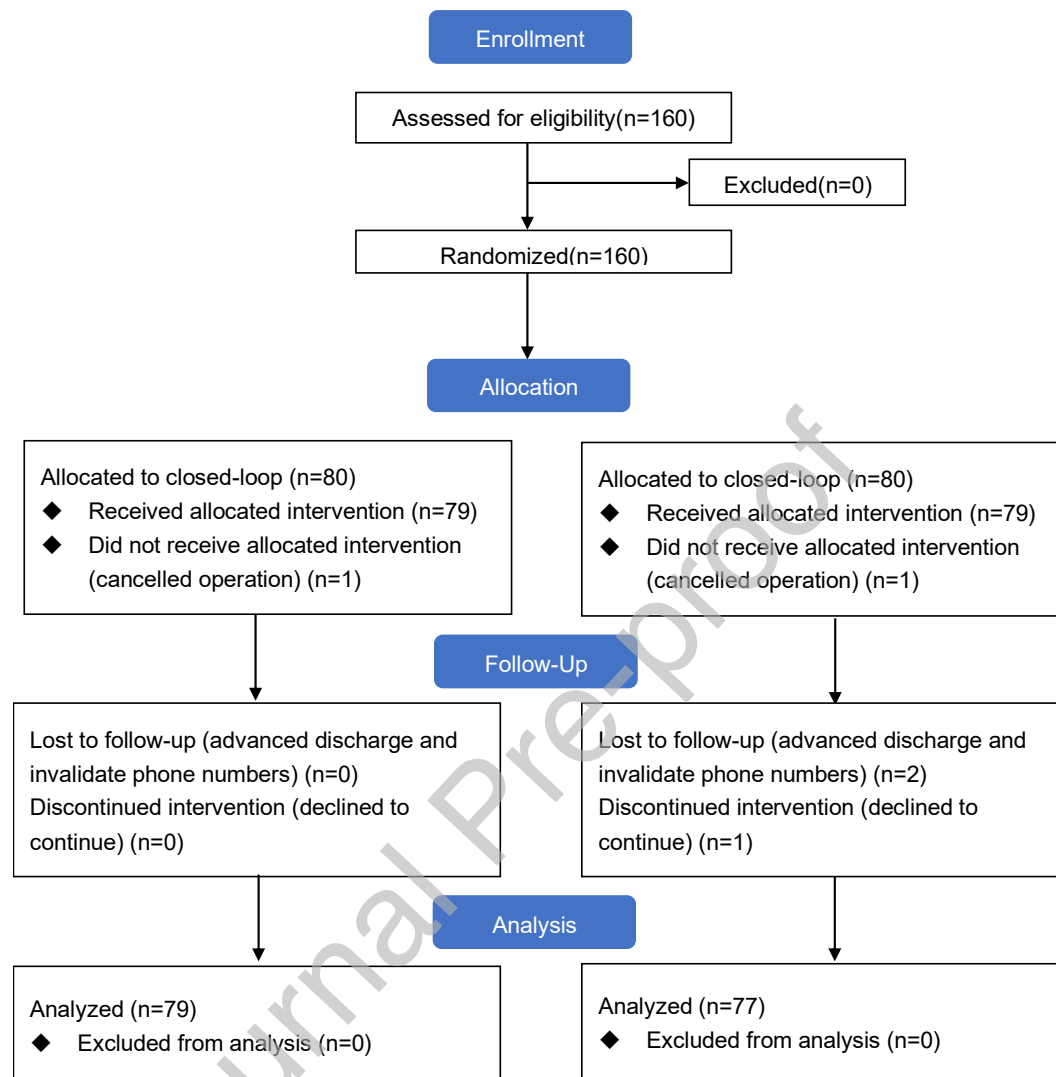 Enrollment
Assessed for eligibility(n=160)
Excluded(n=0)
Randomized(n=160)
Allocation
Allocated to closed-loop (n=80)
◆ Received allocated intervention (n=79)
◆ Did not receive allocated intervention
(cancelled operation) (n=1)
Allocated to closed-loop (n=80)
◆ Received allocated intervention (n=79)
◆ Did not receive allocated intervention
(cancelled operation) (n=1)
Follow-Up
Lost to follow-up (advanced discharge and
invalidate phone numbers) (n=0)
Discontinued intervention (declined to
continue) (n=0)
Lost to follow-up (advanced discharge and
invalidate phone numbers) (n=2)
Discontinued intervention (declined to
continue) (n=1)
Analysis
Analyzed (n=79)
◆ Excluded from analysis (n=0)
Analyzed (n=77)
◆ Excluded from analysis (n=0)
urnal Pre-proof